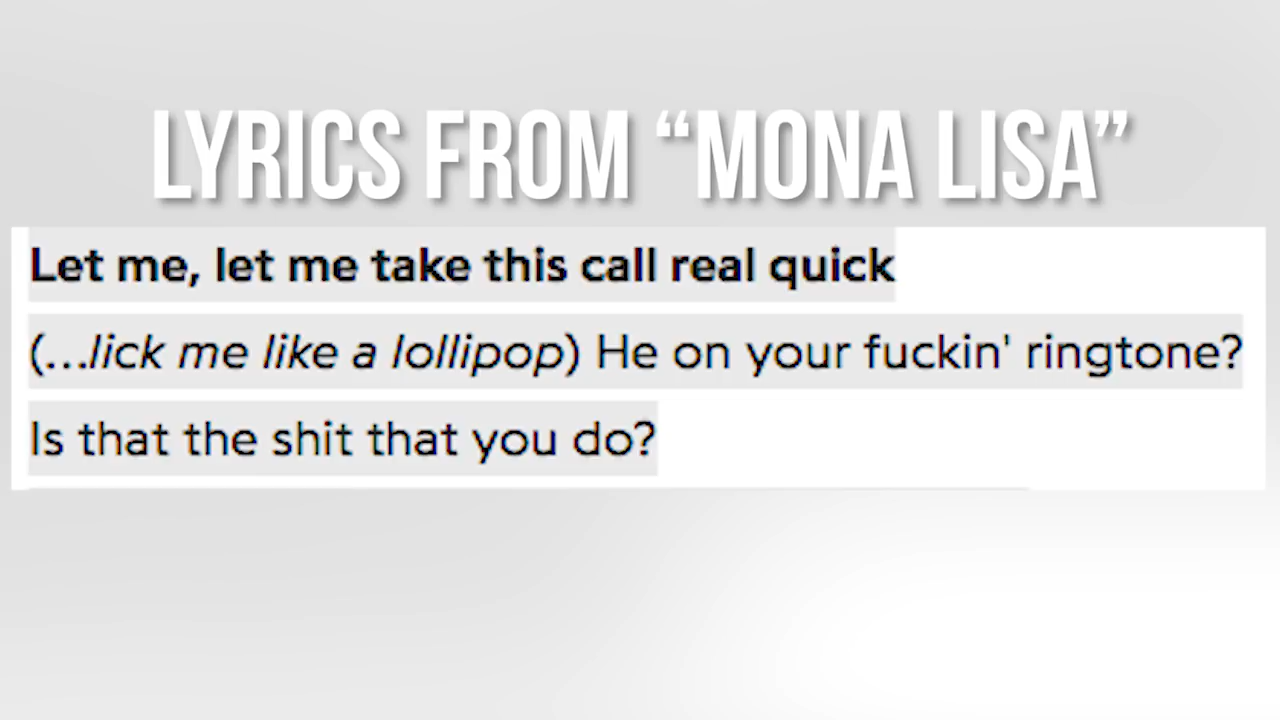 LYRICS FROM “MONA LISA”
Let me, let me take this call real quick
(...lick me like a lollipop) He on your fuckin' ringtone?
Is that the shit that you do?